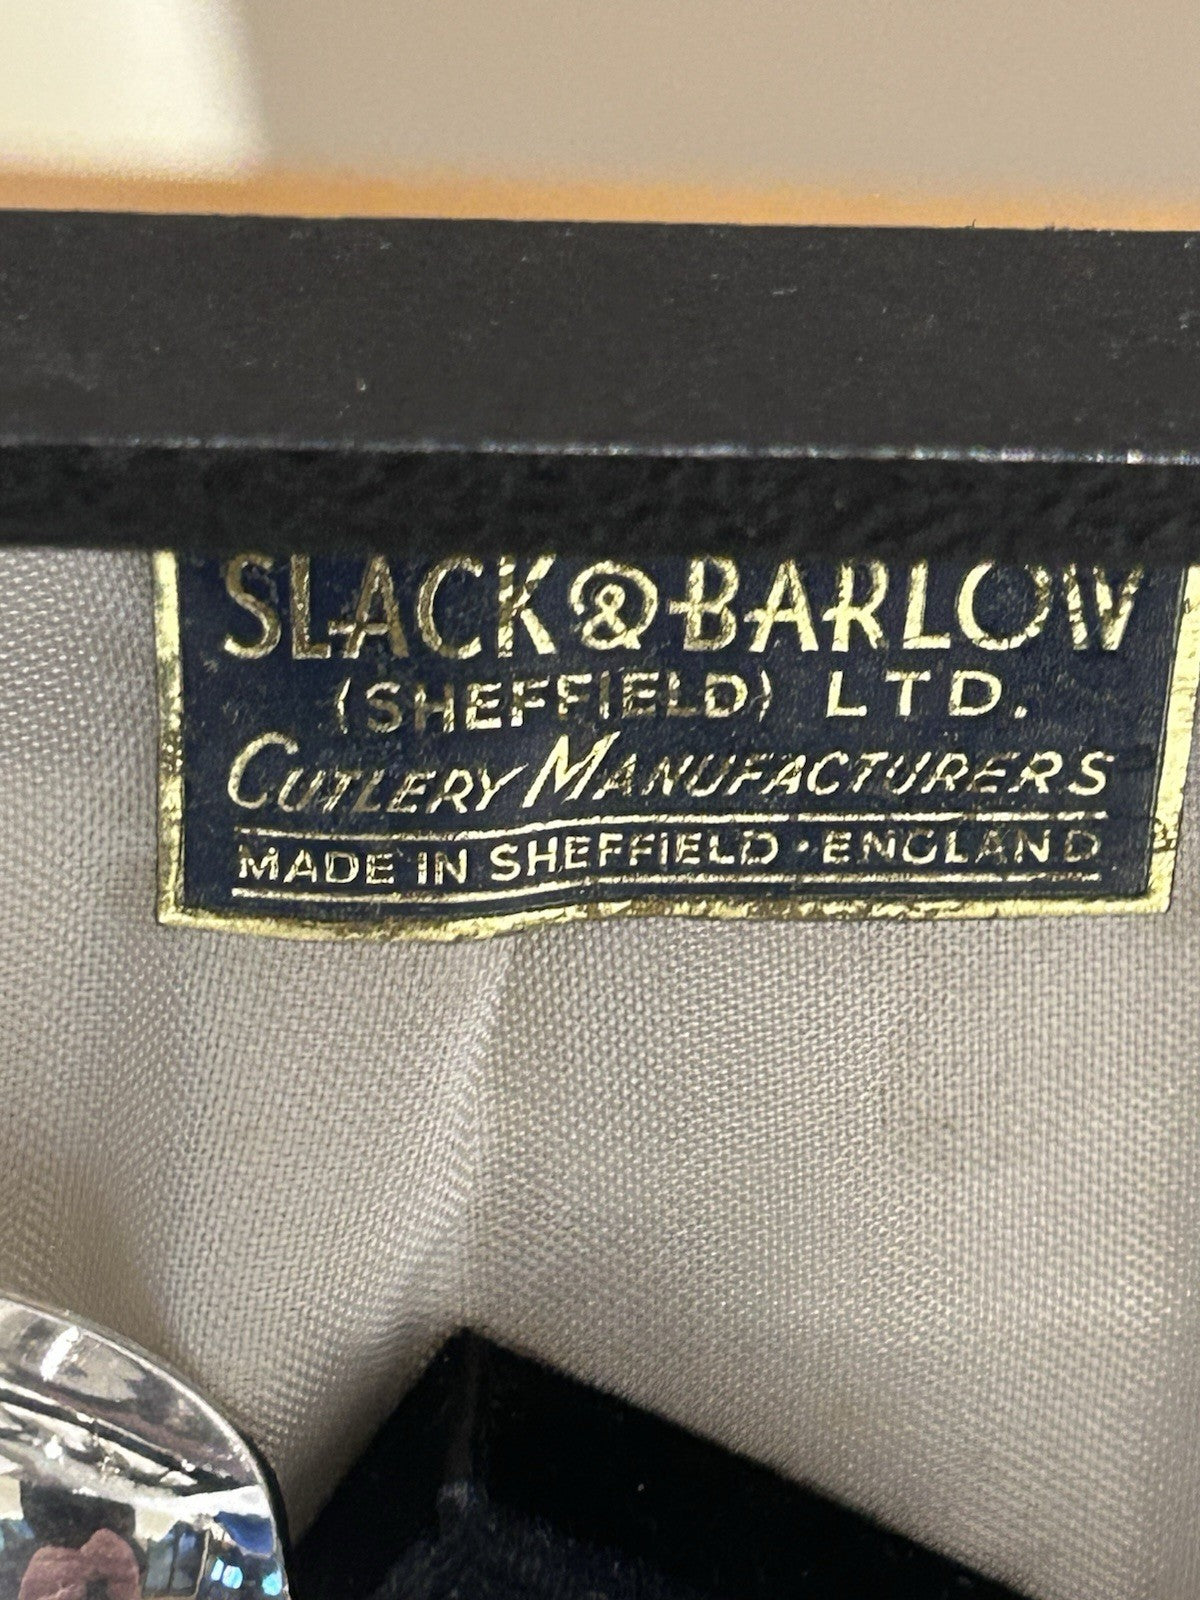 SLACK & BARLOW
(SHEFFIELD) LTD.
CUTLERY MANUFACTURERS
MADE IN SHEFFIELD · ENGLAND